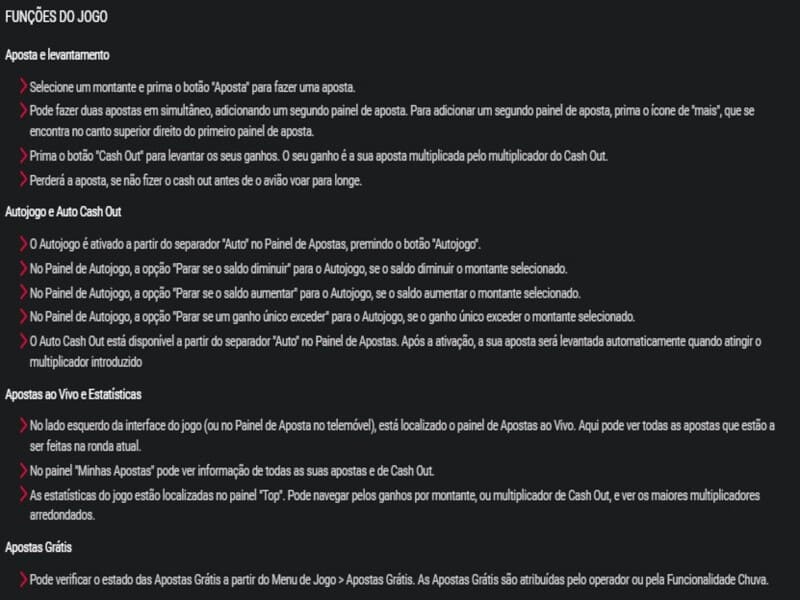 FUNÇÕES DO JOGO
Aposta e levantamento
Selecione um montante e prima o botão "Aposta" para fazer uma aposta.
Pode fazer duas apostas em simultâneo, adicionando um segundo painel de aposta. Para adicionar um segundo painel de aposta, prima o ícone de "mais", que se
encontra no canto superior direito do primeiro painel de aposta.
Prima o botão "Cash Out" para levantar os seus ganhos. O seu ganho é a sua aposta multiplicada pelo multiplicador do Cash Out.
Perderá a aposta, se não fizer o cash out antes de o avião voar para longe.
Autojogo e Auto Cash Out
O Autojogo é ativado a partir do separador "Auto" no Painel de Apostas, premindo o botão "Autojogo".
No Painel de Autojogo, a opção "Parar se o saldo diminuir" para o Autojogo, se o saldo diminuir o montante selecionado.
No Painel de Autojogo, a opção "Parar se o saldo aumentar" para o Autojogo, se o saldo aumentar o montante selecionado.
No Painel de Autojogo, a opção "Parar se um ganho único exceder" para o Autojogo, se o ganho único exceder o montante selecionado.
O Auto Cash Out está disponível a partir do separador "Auto" no Painel de Apostas. Após a ativação, a sua aposta será levantada automaticamente quando atingir o
multiplicador introduzido
Apostas ao Vivo e Estatísticas
No lado esquerdo da interface do jogo (ou no Painel de Aposta no telemóvel), está localizado o painel de Apostas ao Vivo. Aqui pode ver todas as apostas que estão a
ser feitas na ronda atual.
No painel "Minhas Apostas" pode ver informação de todas as suas apostas e de Cash Out.
As estatísticas do jogo estão localizadas no painel "Top". Pode navegar pelos ganhos por montante, ou multiplicador de Cash Out, e ver os maiores multiplicadores
arredondados.
Apostas Grátis
Pode verificar o estado das Apostas Grátis a partir do Menu de Jogo > Apostas Grátis. As Apostas Grátis são atribuídas pelo operador ou pela Funcionalidade Chuva.